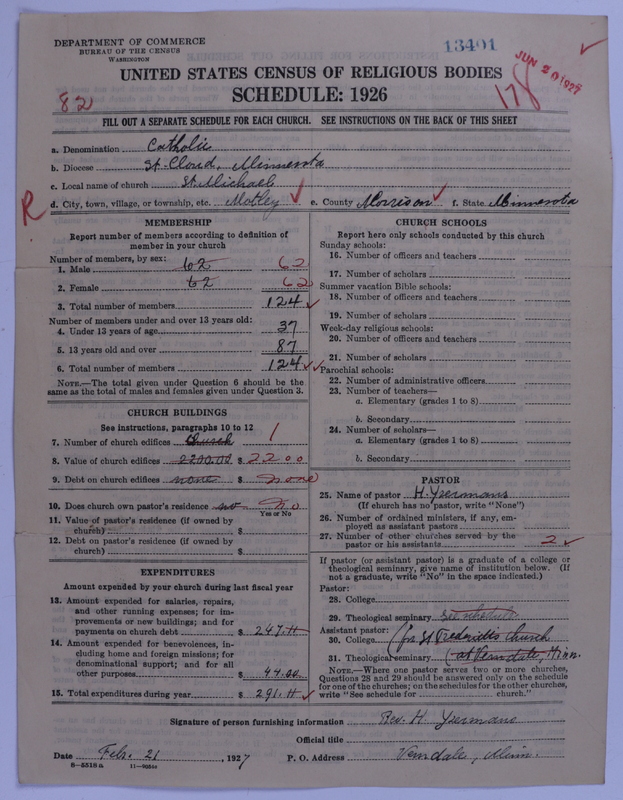 DEPARTMENT OF COMMERCE
BUREAU OF THE CENSUS
WASHINGTON
13401
JUN 20 1927
UNITED STATES CENSUS OF RELIGIOUS BODIES
SCHEDULE: 1926
82
178
FILL OUT A SEPARATE SCHEDULE FOR EACH CHURCH. SEE INSTRUCTIONS ON THE BACK OF THIS SHEET
a. Denomination Catholic
b. Diocese St-Cloud, Minnesota
c. Local name of church St. Michael
d. City, town, village, or township, etc. Motley e. County Morrison f. State Minnesota
R
MEMBERSHIP
Report number of members according to definition of member in your church
Number of members, by sex:
1. Male 62 62
2. Female 62 62
3. Total number of members 124
Number of members under and over 13 years old:
4. Under 13 years of age 37
5. 13 years old and over 87
6. Total number of members 124
NOTE.—The total given under Question 6 should be the same as the total of males and females given under Question 3.
CHURCH BUILDINGS
See instructions, paragraphs 10 to 12
7. Number of church edifices Church 1
8. Value of church edifices 2200.00 $ 2200
9. Debt on church edifices none $ none
10. Does church own pastor's residence no No
Yes or No
11. Value of pastor's residence (if owned by church) $
12. Debt on pastor's residence (if owned by church) $
EXPENDITURES
Amount expended by your church during last fiscal year
13. Amount expended for salaries, repairs, and other running expenses; for improvements or new buildings; and for payments on church debt $ 247.
14. Amount expended for benevolences, including home and foreign missions; for denominational support; and for all other purposes $ 44.00
15. Total expenditures during year $ 291.
CHURCH SCHOOLS
Report here only schools conducted by this church
Sunday schools:
16. Number of officers and teachers
17. Number of scholars
Summer vacation Bible schools:
18. Number of officers and teachers
19. Number of scholars
Week-day religious schools:
20. Number of officers and teachers
21. Number of scholars
Parochial schools:
22. Number of administrative officers
23. Number of teachers—
a. Elementary (grades 1 to 8)
b. Secondary
24. Number of scholars—
a. Elementary (grades 1 to 8)
b. Secondary
PASTOR
25. Name of pastor H. Yzermans
(If church has no pastor, write "None")
26. Number of ordained ministers, if any, employed as assistant pastors
27. Number of other churches served by the pastor or his assistants 2
If pastor (or assistant pastor) is a graduate of a college or theological seminary, give name of institution below. (If not a graduate, write "No" in the space indicated.)
Pastor:
28. College
29. Theological seminary See schedule
Assistant pastor:
30. College (for St Frederick's Church
31. Theological seminary (at Verndale, Minn.
NOTE.—Where one pastor serves two or more churches, Questions 28 and 29 should be answered only on the schedule for one of the churches; on the schedules for the other churches, write "See schedule for church."
Signature of person furnishing information Rev. H. Yzermans
Official title
Date Feb. 21, 1927 P. O. Address Verndale, Minn.
8-5518a